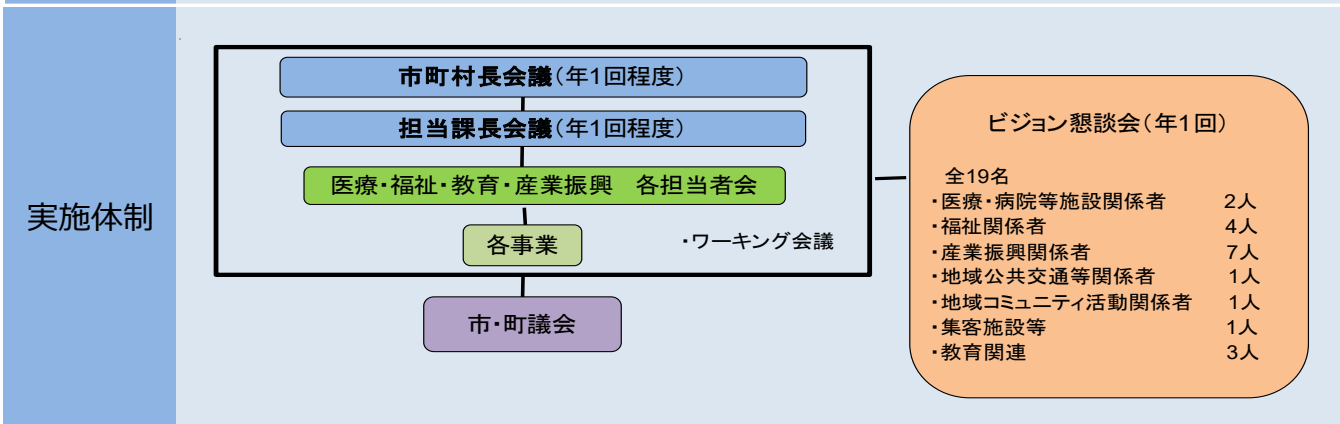 実施体制
市町村長会議(年1回程度)
担当課長会議(年1回程度)
医療・福祉・教育・産業振興 各担当者会
各事業
・ワーキング会議
市・町議会
ビジョン懇談会(年1回)
全19名
・医療・病院等施設関係者 2人
・福祉関係者 4人
・産業振興関係者 7人
・地域公共交通等関係者 1人
・地域コミュニティ活動関係者 1人
・集客施設等 1人
・教育関連 3人